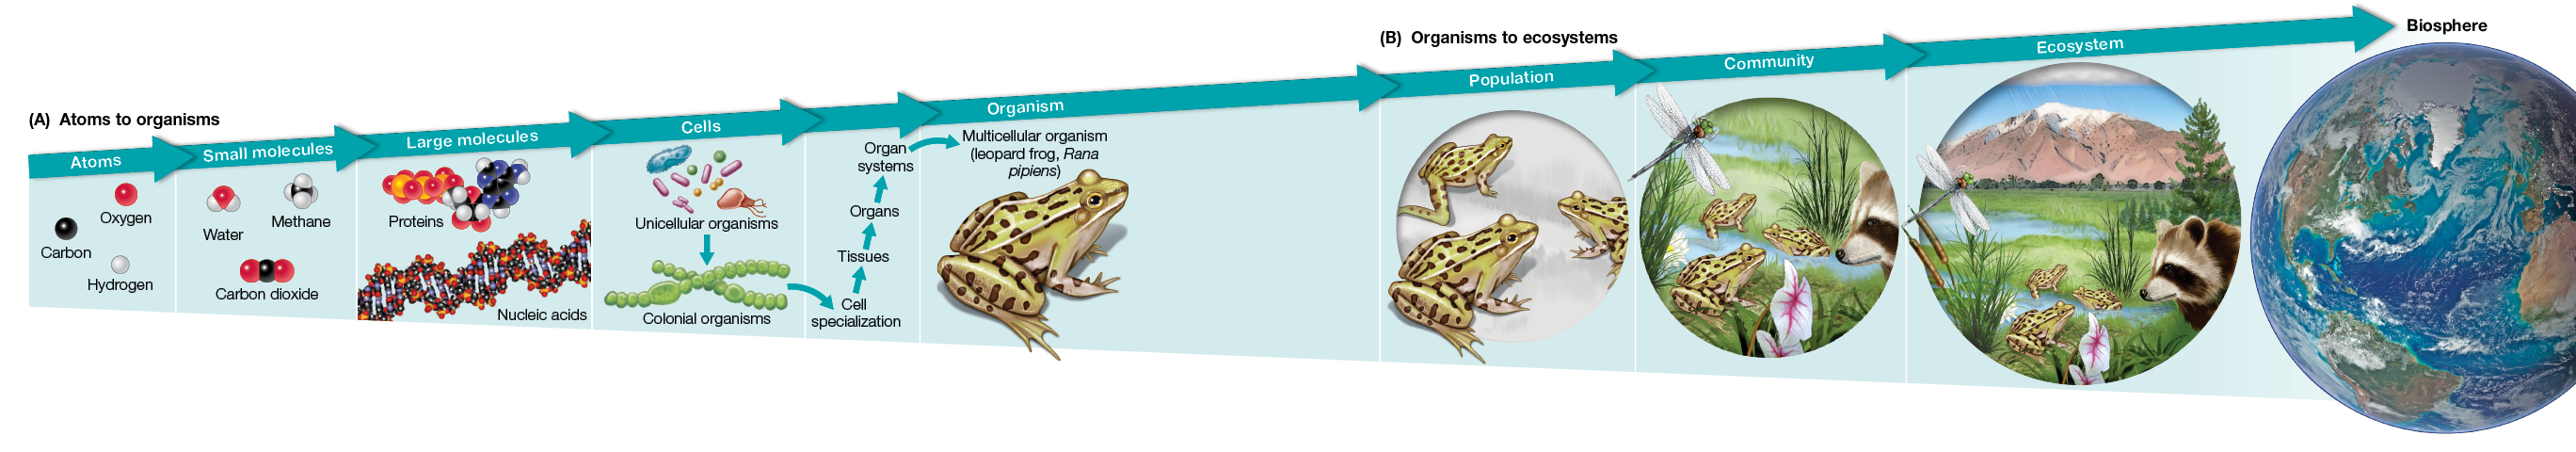 (A) Atoms to organisms
Atoms
Oxygen
Carbon
Hydrogen
Small molecules
Water
Methane
Carbon dioxide
Large molecules
Proteins
Nucleic acids
Cells
Unicellular organisms
Colonial organisms
Cell
specialization
Tissues
Organs
Organ
systems
Organism
Multicellular organism
(leopard frog, Rana
pipiens)
(B) Organisms to ecosystems
Population
Community
Ecosystem
Biosphere